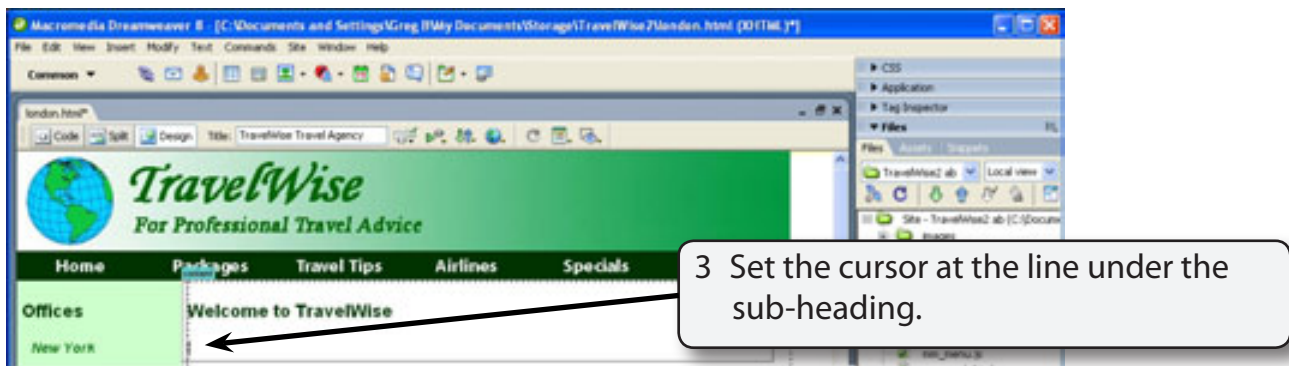 Macromedia Dreamweaver 8 - [C:\Documents and Settings\Greg B\My Documents\Storage\TravelWise2\london.html (XHTML)*]
File Edit View Insert Modify Text Commands Site Window Help
Common
CSS
Application
Tag Inspector
london.html*
Files
Code Split Design Title: TravelWise Travel Agency
Files Assets Snippets
TravelWise2 ab Local view
TravelWise
For Professional Travel Advice
Site - TravelWise2 ab (C:\Docume
images
Home Packages Travel Tips Airlines Specials
3 Set the cursor at the line under the
sub-heading.
Offices
Welcome to TravelWise
New York
mm_menu.js